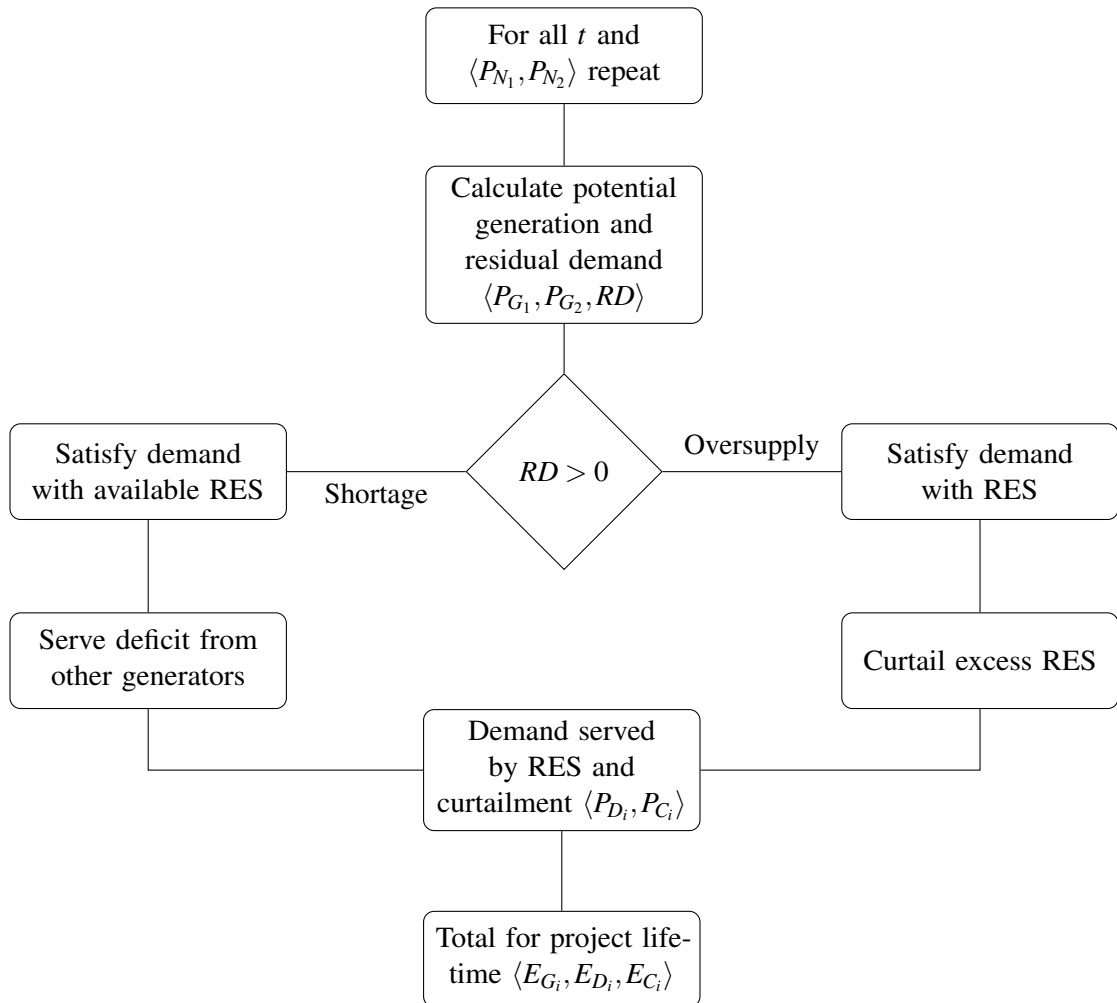 For all t and
⟨P_{N_1}, P_{N_2}⟩ repeat
Calculate potential
generation and
residual demand
⟨P_{G_1}, P_{G_2}, RD⟩
Satisfy demand
with available RES
Shortage
RD > 0
Oversupply
Satisfy demand
with RES
Serve deficit from
other generators
Curtail excess RES
Demand served
by RES and
curtailment ⟨P_{D_i}, P_{C_i}⟩
Total for project life-
time ⟨E_{G_i}, E_{D_i}, E_{C_i}⟩